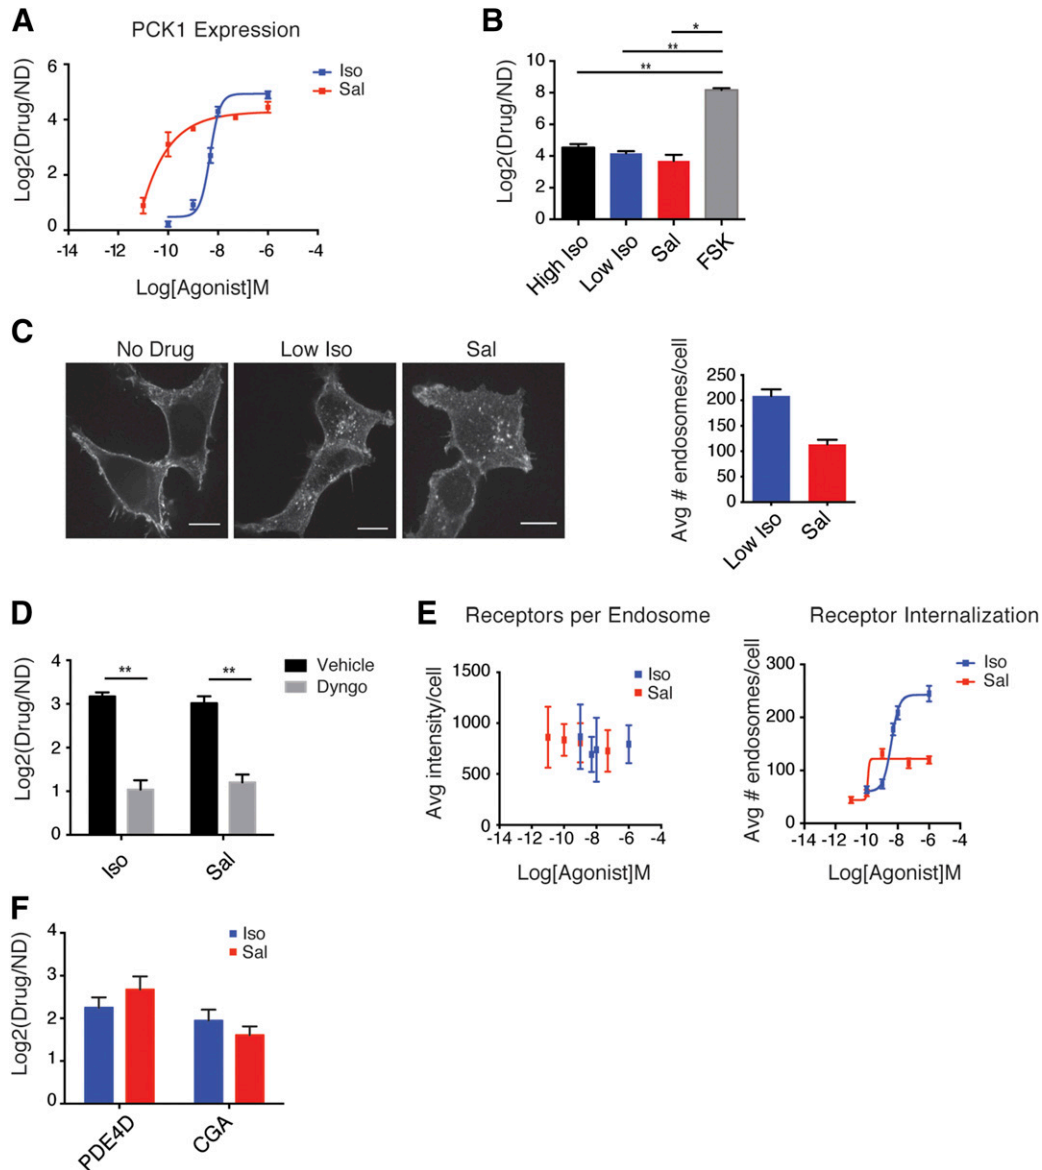 A
PCK1 Expression
Log2(Drug/ND)
6
4
2
0
-14 -12 -10 -8 -6 -4
Log[Agonist]M
Iso
Sal
B
*
**
**
Log2(Drug/ND)
10
8
6
4
2
0
High Iso
Low Iso
Sal
FSK
C
No Drug
Low Iso
Sal
Avg # endosomes/cell
250
200
150
100
50
0
Low Iso
Sal
D
Log2(Drug/ND)
4
3
2
1
0
** **
Vehicle
Dyngo
Iso
Sal
E
Receptors per Endosome
Avg intensity/cell
1500
1000
500
0
-14 -12 -10 -8 -6 -4
Log[Agonist]M
Iso
Sal
Receptor Internalization
Avg # endosomes/cell
300
200
100
0
-14 -12 -10 -8 -6 -4
Log[Agonist]M
Iso
Sal
F
Log2(Drug/ND)
4
3
2
1
0
Iso
Sal
PDE4D
CGA